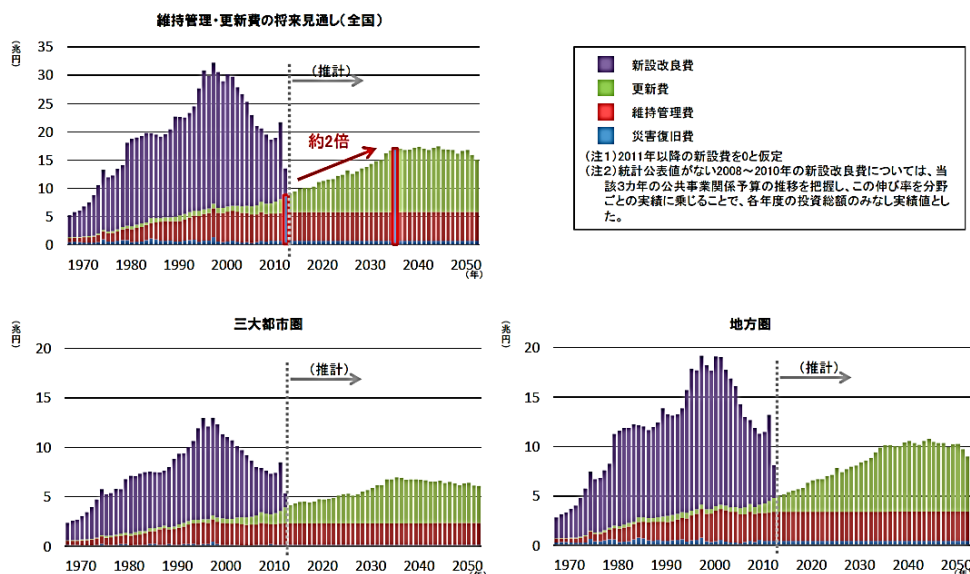 維持管理・更新費の将来見通し(全国)
(兆円)
35
30
25
20
15
10
5
0
(推計)
約2倍
1970 1980 1990 2000 2010 2020 2030 2040 2050
(年)
新設改良費
更新費
維持管理費
災害復旧費
(注1)2011年以降の新設費を0と仮定
(注2)統計公表値がない2008~2010年の新設改良費については、当
該3カ年の公共事業関係予算の推移を把握し、この伸び率を分野
ごとの実績に乗じることで、各年度の投資総額のみなし実績値とし
た。
三大都市圏
(兆円)
20
15
10
5
0
(推計)
1970 1980 1990 2000 2010 2020 2030 2040 2050
(年)
地方圏
(兆円)
20
15
10
5
0
(推計)
1970 1980 1990 2000 2010 2020 2030 2040 2050
(年)